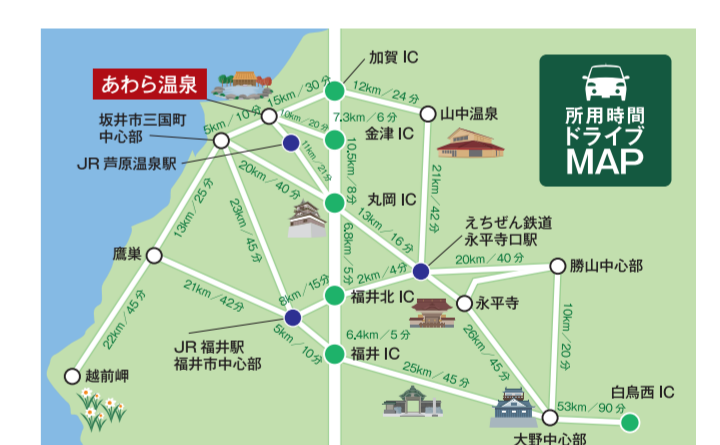 加賀 IC
あわら温泉
15km／30分
12km／24分
所用時間
ドライブ
MAP
坂井市三国町
中心部
5km／10分
10km／20分
7.3km／6分
山中温泉
金津 IC
JR 芦原温泉駅
11km／21分
10.5km／8分
20km／40分
21km／42分
13km／25分
23km／45分
丸岡 IC
13km／16分
えちぜん鉄道
永平寺口駅
6.8km／5分
鷹巣
20km／40分
勝山中心部
2km／4分
8km／15分
21km／42分
福井北 IC
永平寺
22km／45分
10km／20分
26km／45分
JR 福井駅
福井市中心部
5km／10分
6.4km／5分
福井 IC
25km／45分
越前岬
白鳥西 IC
53km／90分
大野中心部